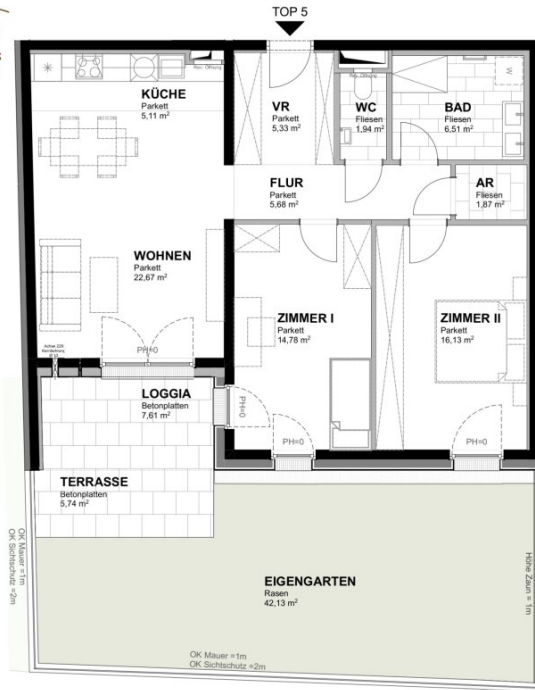 TOP 5
KÜCHE
Parkett
5,11 m²
VR
Parkett
5,33 m²
WC
Fliesen
1,94 m²
BAD
Fliesen
6,51 m²
W
FLUR
Parkett
5,68 m²
AR
Fliesen
1,87 m²
WOHNEN
Parkett
22,67 m²
ZIMMER I
Parkett
14,78 m²
ZIMMER II
Parkett
16,13 m²
PH=0
LOGGIA
Betonplatten
7,61 m²
PH=0
PH=0
PH=0
TERRASSE
Betonplatten
5,74 m²
EIGENGARTEN
Rasen
42,13 m²
OK Mauer =1m
OK Sichtschutz =2m
Höhe Zaun = 1m
OK Mauer =1m
OK Sichtschutz =2m